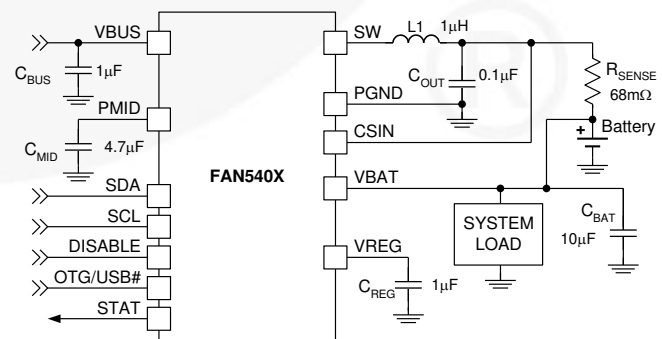 VBUS
C_BUS
1μF
PMID
C_MID
4.7μF
SDA
SCL
DISABLE
OTG/USB#
STAT
FAN540X
SW
L1
1μH
C_OUT
0.1μF
PGND
CSIN
VBAT
VREG
C_REG
1μF
R_SENSE
68mΩ
+
Battery
SYSTEM
LOAD
C_BAT
10μF
®